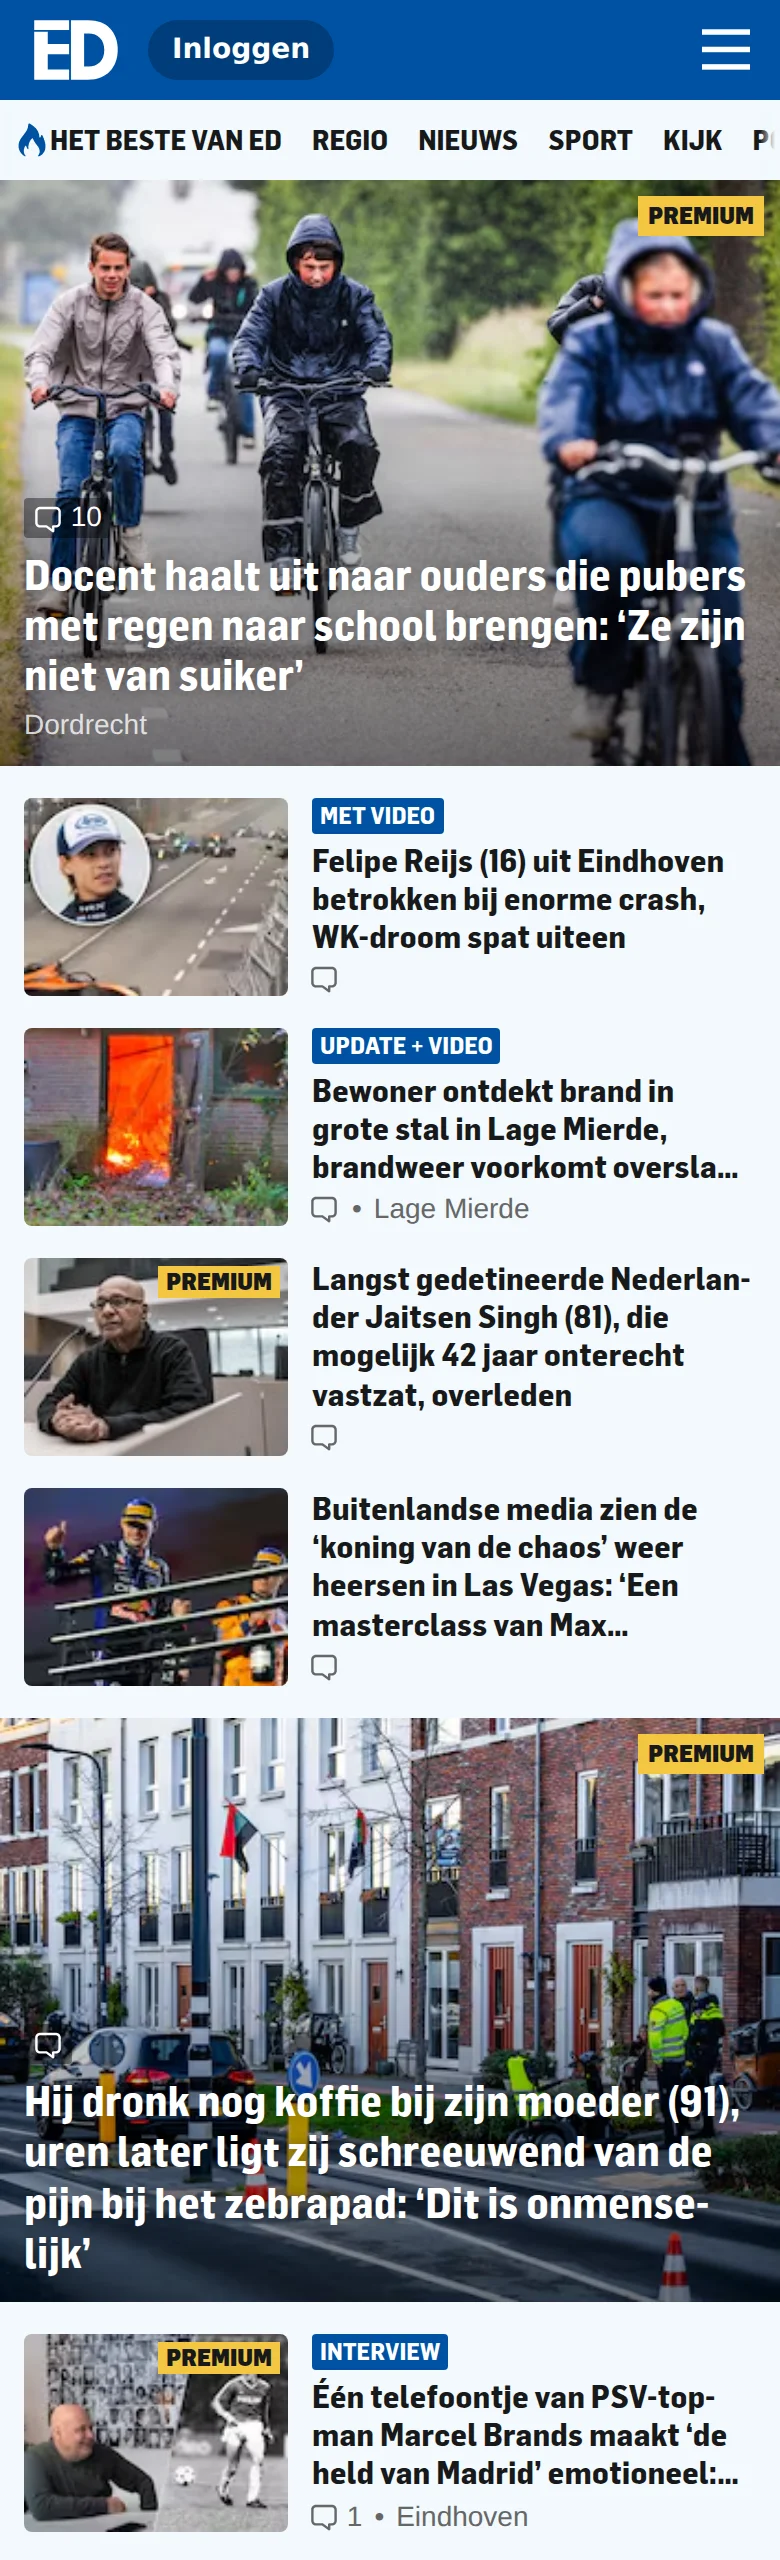 ED
Inloggen
HET BESTE VAN ED REGIO NIEUWS SPORT KIJK
PREMIUM
10
Docent haalt uit naar ouders die pubers
met regen naar school brengen: ‘Ze zijn
niet van suiker’
Dordrecht
MET VIDEO
Felipe Reijs (16) uit Eindhoven
betrokken bij enorme crash,
WK-droom spat uiteen
UPDATE + VIDEO
Bewoner ontdekt brand in
grote stal in Lage Mierde,
brandweer voorkomt oversla...
• Lage Mierde
PREMIUM
Langst gedetineerde Nederlan-
der Jaitsen Singh (81), die
mogelijk 42 jaar onterecht
vastzat, overleden
Buitenlandse media zien de
‘koning van de chaos’ weer
heersen in Las Vegas: ‘Een
masterclass van Max...
PREMIUM
Hij dronk nog koffie bij zijn moeder (91),
uren later ligt zij schreeuwend van de
pijn bij het zebrapad: ‘Dit is onmense-
lijk’
PREMIUM
INTERVIEW
Één telefoontje van PSV-top-
man Marcel Brands maakt ‘de
held van Madrid’ emotioneel:...
1 • Eindhoven